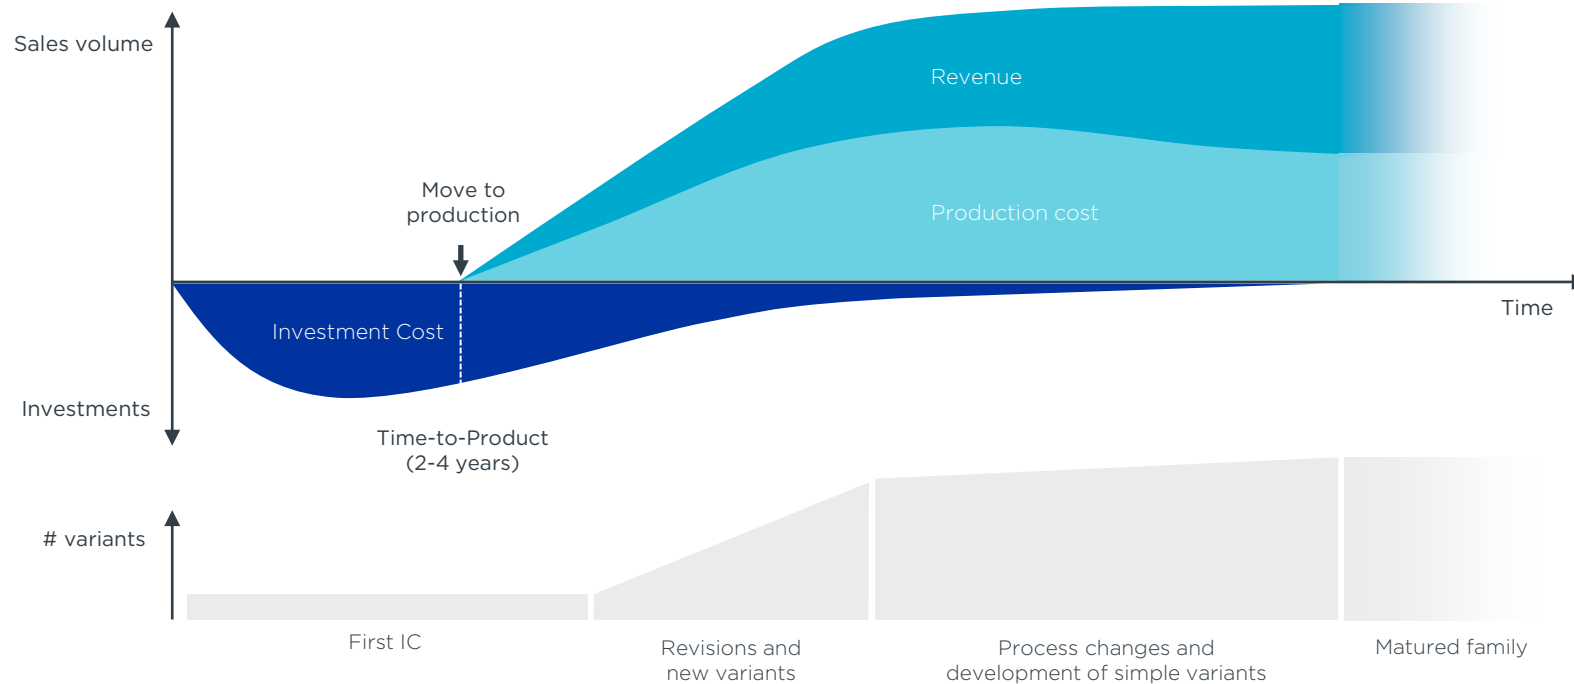 Sales volume
Revenue
Move to
production
Production cost
Time
Investment Cost
Investments
Time-to-Product
(2-4 years)
# variants
First IC
Revisions and
new variants
Process changes and
development of simple variants
Matured family